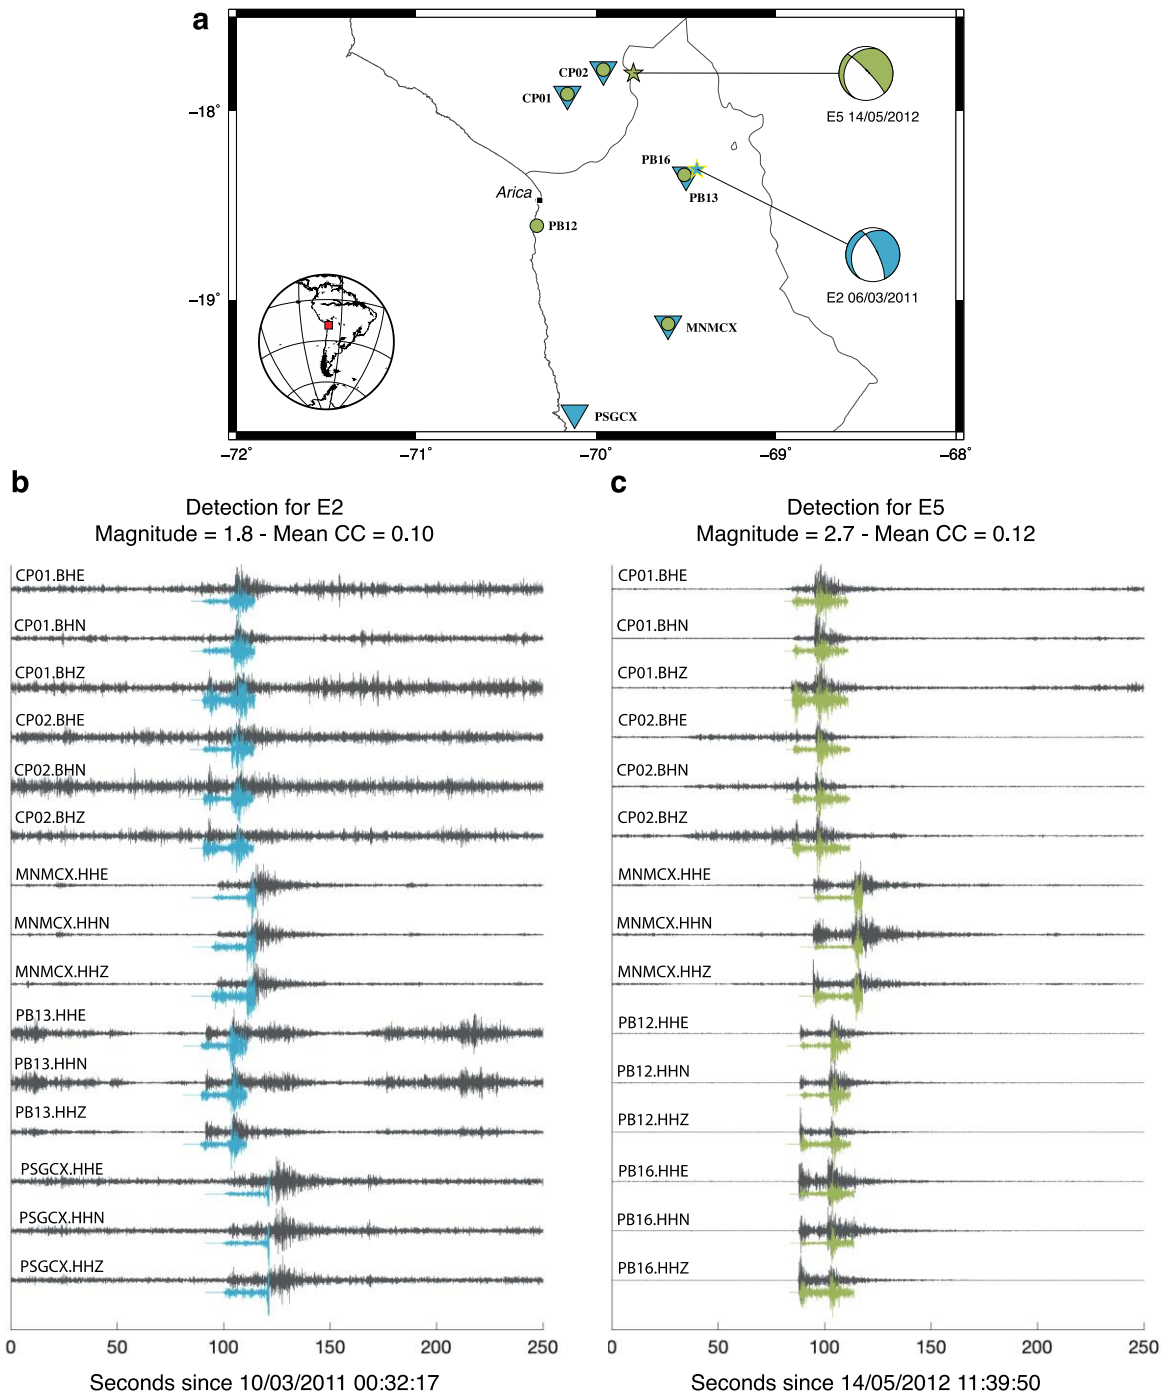 a
CP02
CP01
E5 14/05/2012
−18˚
PB16
PB13
Arica
PB12
−19˚
E2 06/03/2011
MNMCX
PSGCX
−72˚ −71˚ −70˚ −69˚ −68˚
b
Detection for E2
Magnitude = 1.8 - Mean CC = 0.10
CP01.BHE
CP01.BHN
CP01.BHZ
CP02.BHE
CP02.BHN
CP02.BHZ
MNMCX.HHE
MNMCX.HHN
MNMCX.HHZ
PB13.HHE
PB13.HHN
PB13.HHZ
PSGCX.HHE
PSGCX.HHN
PSGCX.HHZ
0 50 100 150 200 250
Seconds since 10/03/2011 00:32:17
c
Detection for E5
Magnitude = 2.7 - Mean CC = 0.12
CP01.BHE
CP01.BHN
CP01.BHZ
CP02.BHE
CP02.BHN
CP02.BHZ
MNMCX.HHE
MNMCX.HHN
MNMCX.HHZ
PB12.HHE
PB12.HHN
PB12.HHZ
PB16.HHE
PB16.HHN
PB16.HHZ
0 50 100 150 200 250
Seconds since 14/05/2012 11:39:50